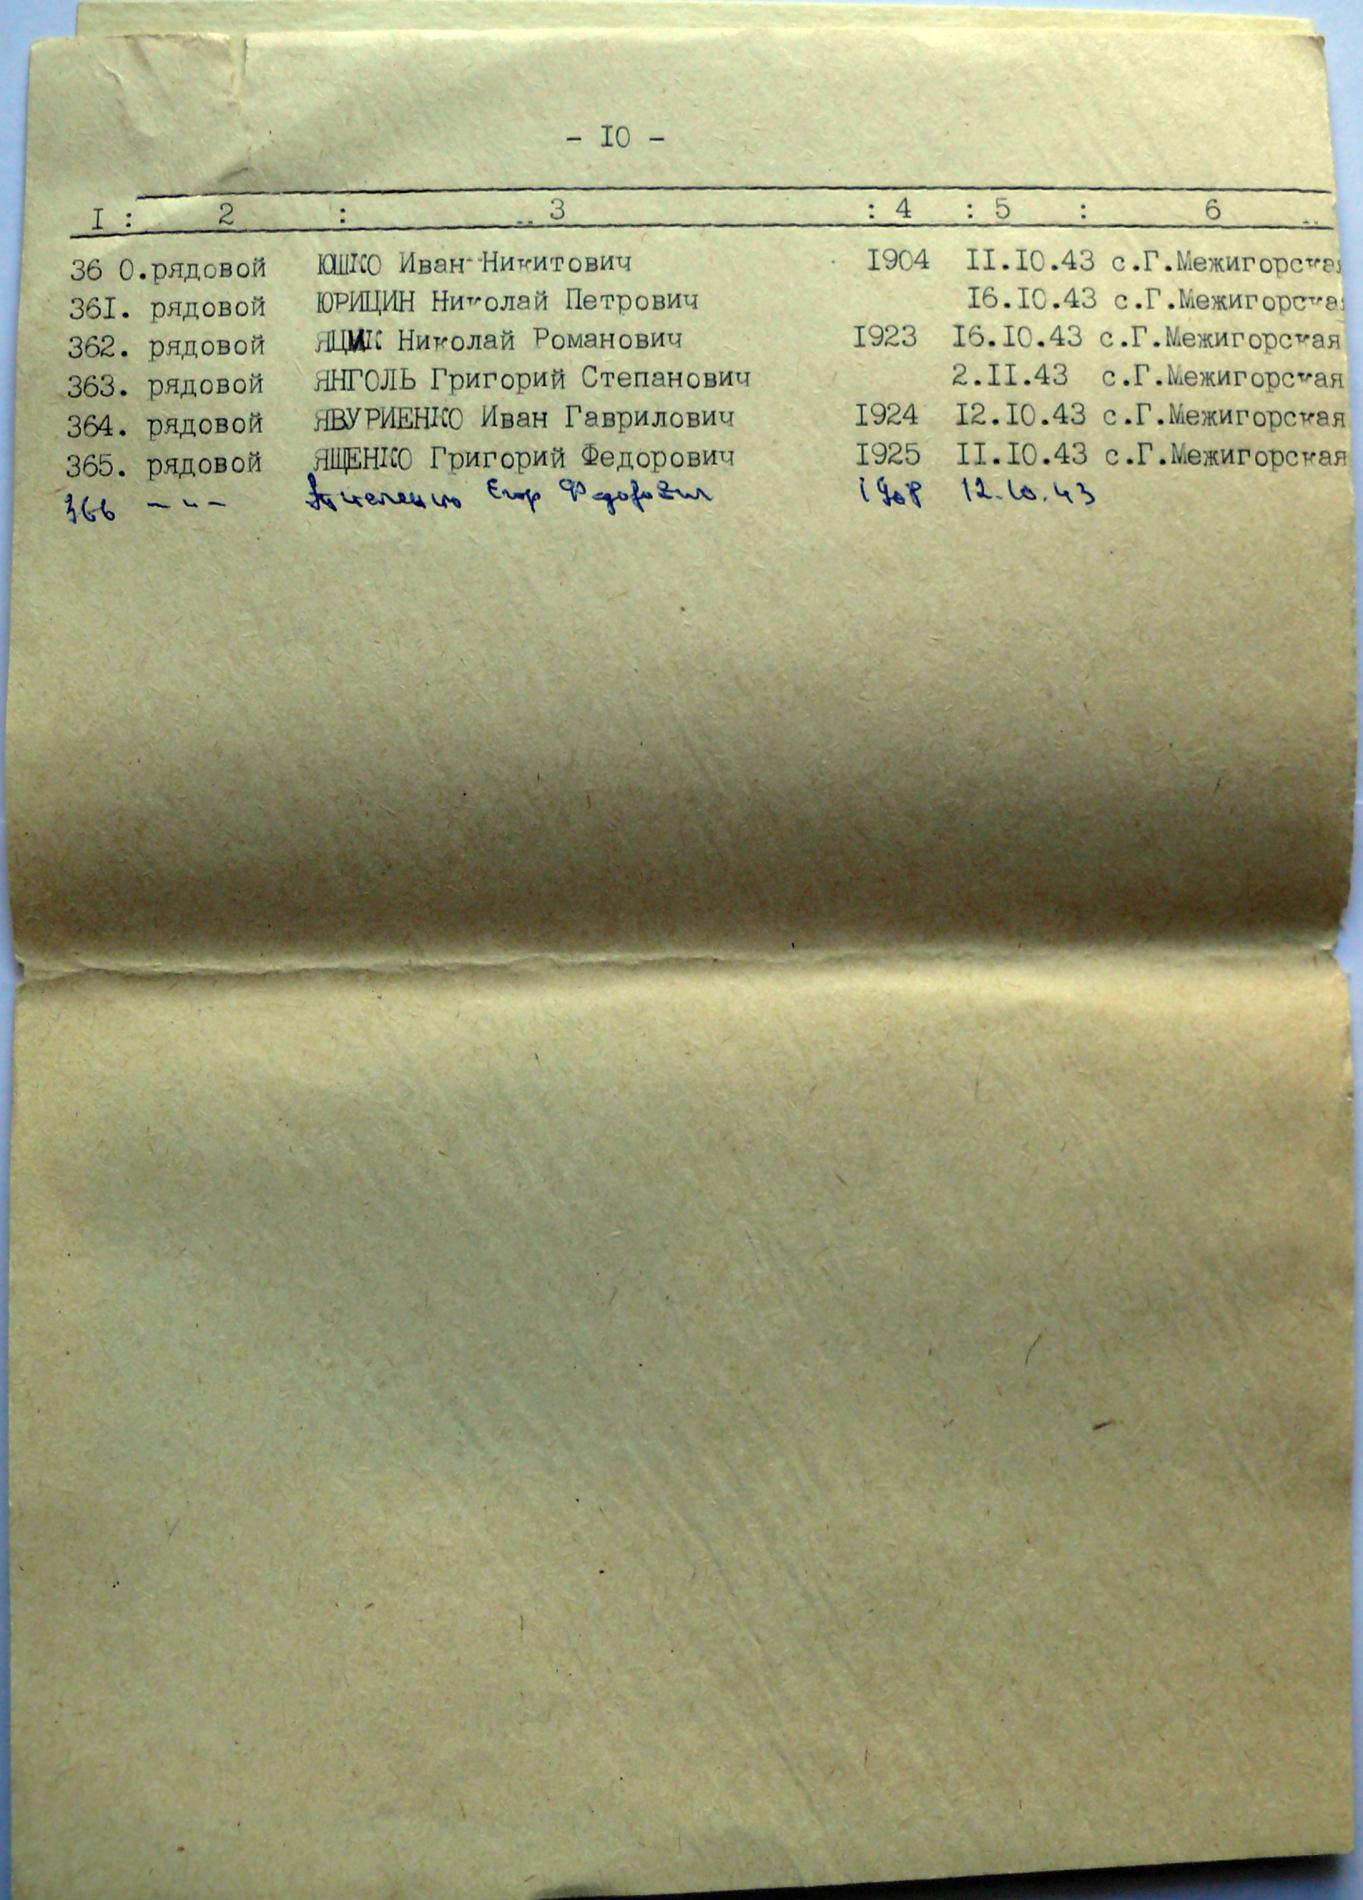 - IO -
I : 2 : 3 : 4 : 5 : 6
36 0.рядовой ЮШКО Иван Никитович I904 II.IO.43 с.Г.Межигорская
36I. рядовой ЮРИЦИН Николай Петрович I6.IO.43 с.Г.Межигорская
362. рядовой ЯЦМК Николай Романович I923 I6.IO.43 с.Г.Межигорская
363. рядовой ЯНГОЛЬ Григорий Степанович 2.II.43 с.Г.Межигорская
364. рядовой ЯВУРИЕНКО Иван Гаврилович I924 I2.IO.43 с.Г.Межигорская
365. рядовой ЯЩЕНКО Григорий Федорович I925 II.IO.43 с.Г.Межигорская
366 -"- Егор Федорович 1908 12.10.43